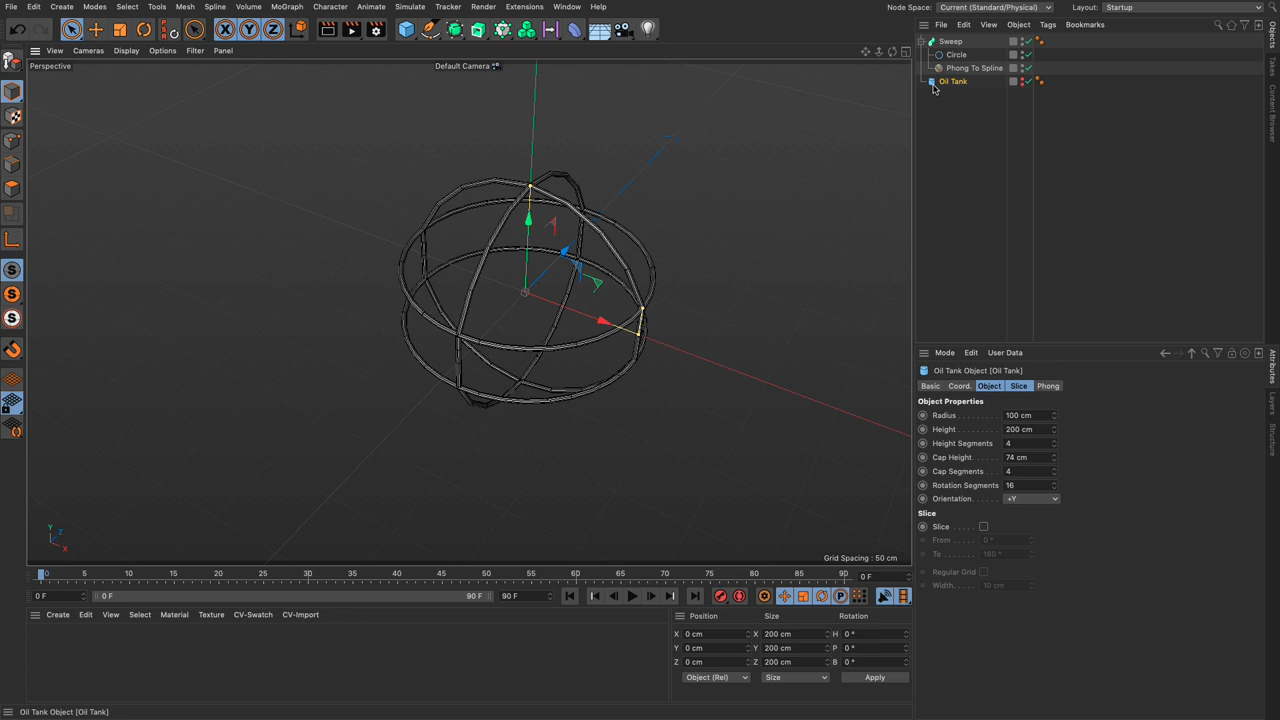 File Edit Create Modes Select Tools Mesh Spline Volume MoGraph Character Animate Simulate Tracker Render Extensions Window Help
Node Space: Current (Standard/Physical) Layout: Startup
X Y Z
View Cameras Display Options Filter Panel
File Edit View Object Tags Bookmarks
Perspective
Default Camera
Sweep
Circle
Phong To Spline
Oil Tank
Objects
Takes
Content Browser
Mode Edit User Data
Oil Tank Object [Oil Tank]
Basic Coord. Object Slice Phong
Object Properties
Radius 100 cm
Height 200 cm
Height Segments 4
Cap Height 74 cm
Cap Segments 4
Rotation Segments 16
Orientation +Y
Slice
Slice
From 0 °
To 180 °
Regular Grid
Width 10 cm
Attributes
Layers
Structure
Y
Z
X
Grid Spacing : 50 cm
0 5 10 15 20 25 30 35 40 45 50 55 60 65 70 75 80 85 90 0 F
0 F 0 F 90 F 90 F
Create Edit View Select Material Texture CV-Swatch CV-Import
Position Size Rotation
X 0 cm X 200 cm H 0 °
Y 0 cm Y 200 cm P 0 °
Z 0 cm Z 200 cm B 0 °
Object (Rel) Size Apply
Oil Tank Object [Oil Tank]